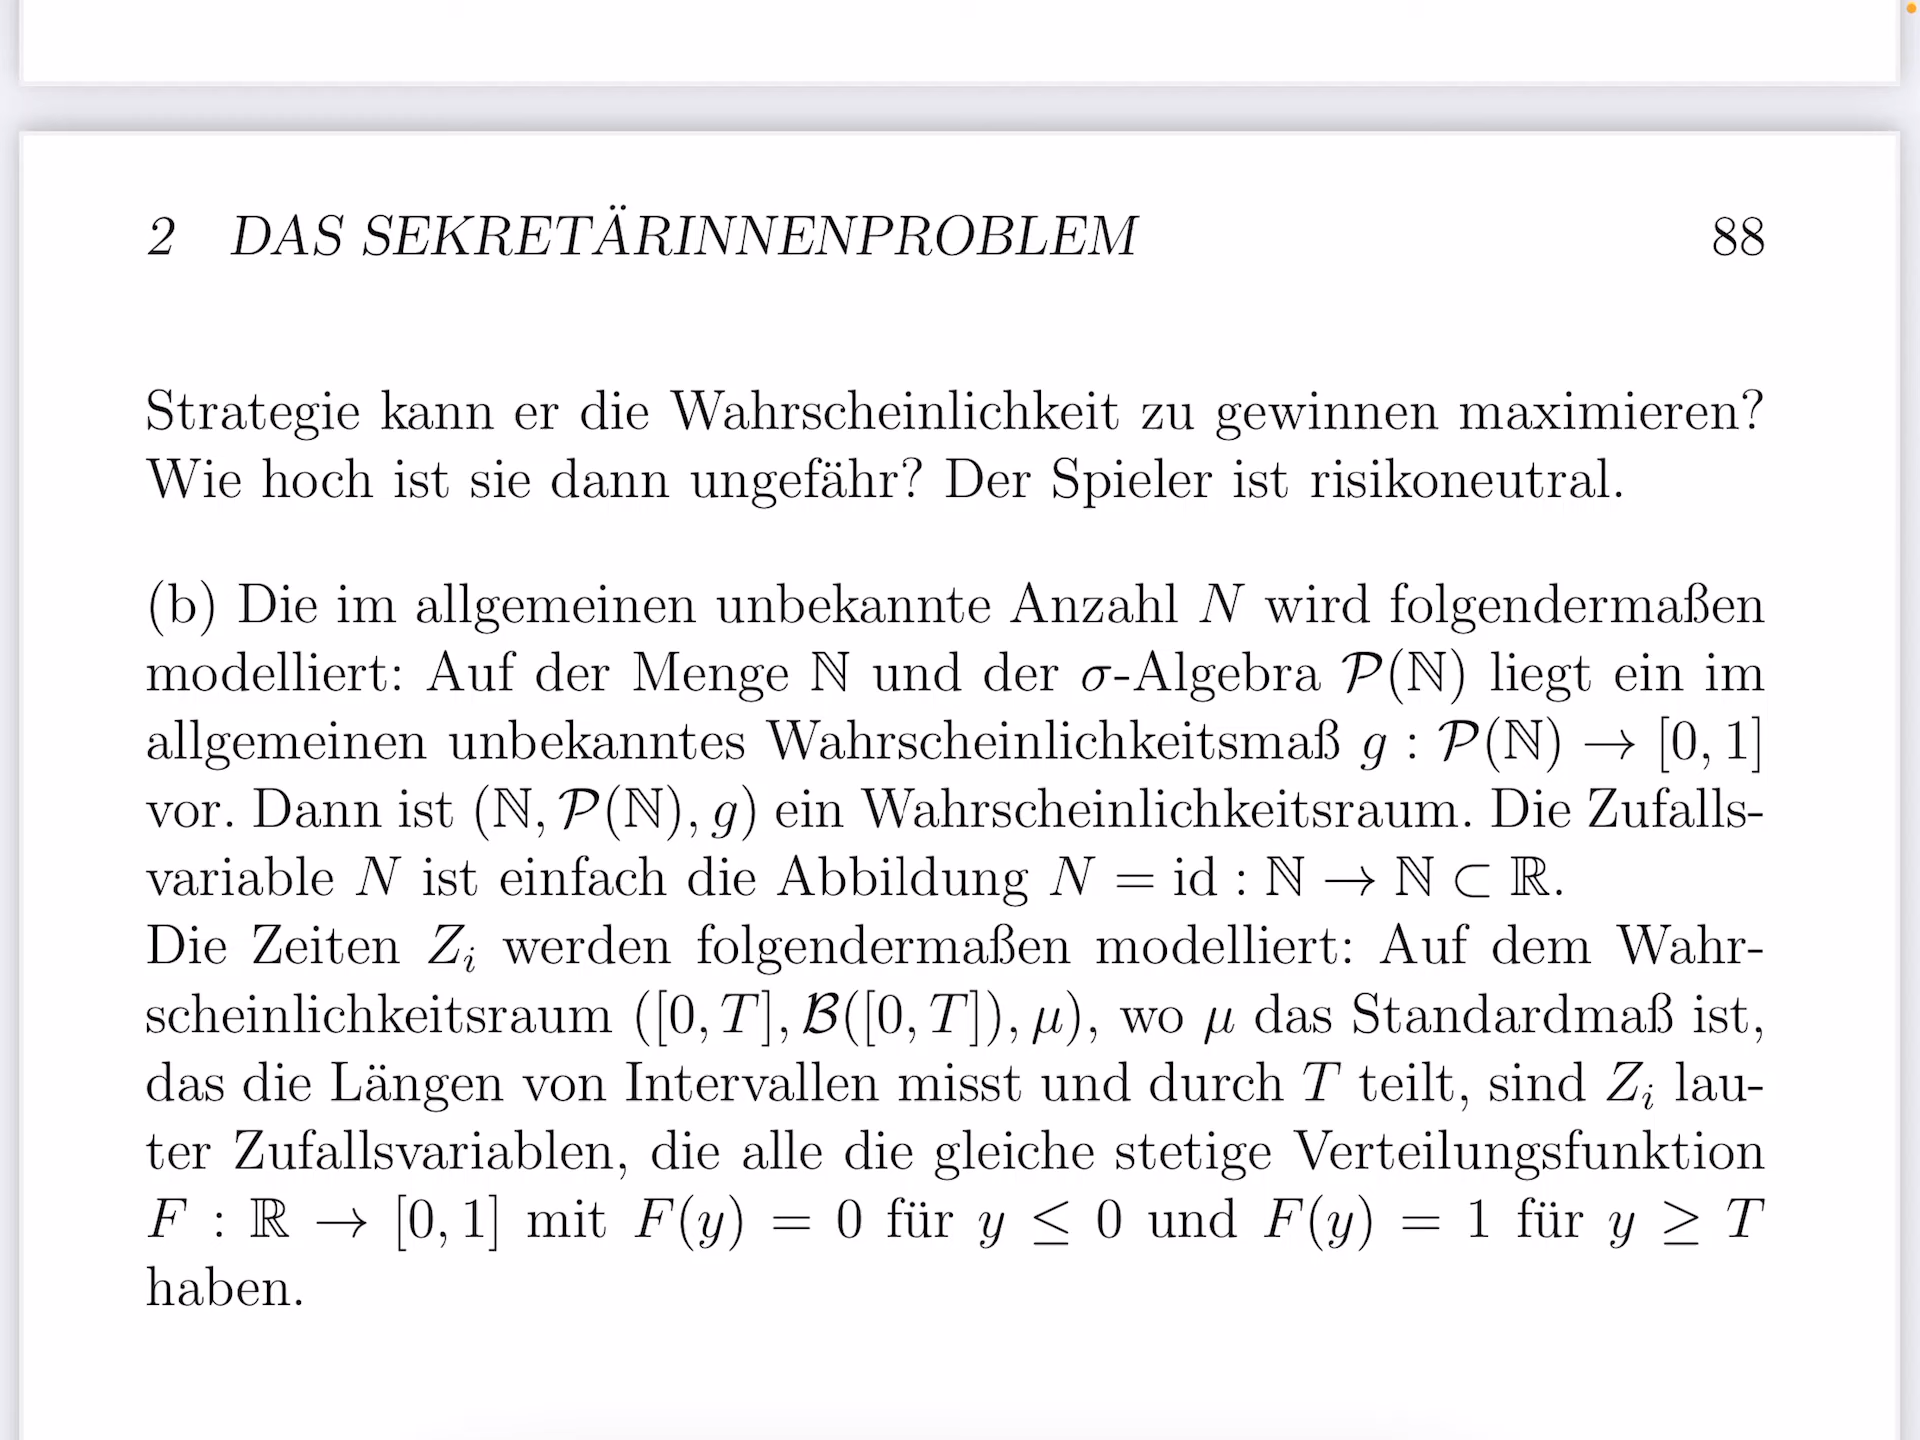 2 DAS SEKRETÄRINNENPROBLEM 88
Strategie kann er die Wahrscheinlichkeit zu gewinnen maximieren?
Wie hoch ist sie dann ungefähr? Der Spieler ist risikoneutral.
(b) Die im allgemeinen unbekannte Anzahl N wird folgendermaßen
modelliert: Auf der Menge ℕ und der σ-Algebra 𝒫(ℕ) liegt ein im
allgemeinen unbekanntes Wahrscheinlichkeitsmaß g : 𝒫(ℕ) → [0, 1]
vor. Dann ist (ℕ, 𝒫(ℕ), g) ein Wahrscheinlichkeitsraum. Die Zufalls-
variable N ist einfach die Abbildung N = id : ℕ → ℕ ⊂ ℝ.
Die Zeiten Z_i werden folgendermaßen modelliert: Auf dem Wahr-
scheinlichkeitsraum ([0, T], ℬ([0, T]), μ), wo μ das Standardmaß ist,
das die Längen von Intervallen misst und durch T teilt, sind Z_i lau-
ter Zufallsvariablen, die alle die gleiche stetige Verteilungsfunktion
F : ℝ → [0, 1] mit F(y) = 0 für y ≤ 0 und F(y) = 1 für y ≥ T
haben.